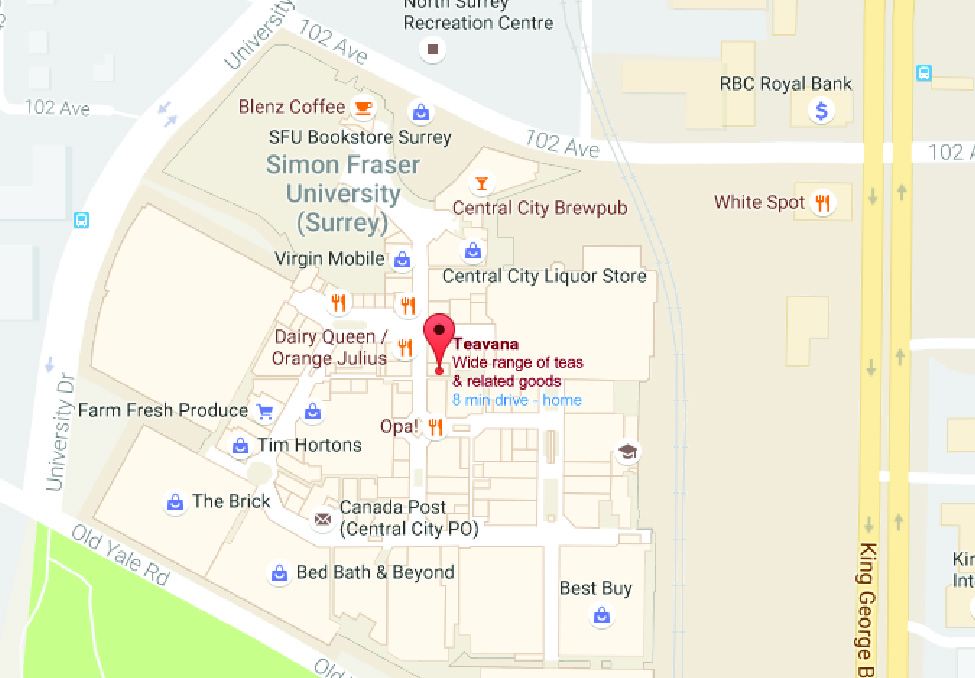 North Surrey
Recreation Centre
University
102 Ave
RBC Royal Bank
Blenz Coffee
102 Ave
SFU Bookstore Surrey
102 Ave
102 A
Simon Fraser
University
(Surrey)
Central City Brewpub
White Spot
Virgin Mobile
Central City Liquor Store
Dairy Queen /
Orange Julius
Teavana
Wide range of teas
& related goods
8 min drive - home
University Dr
Farm Fresh Produce
Opa!
Tim Hortons
The Brick
Canada Post
(Central City PO)
Old Yale Rd
Bed Bath & Beyond
Best Buy
King George B
Kin
Int
Old